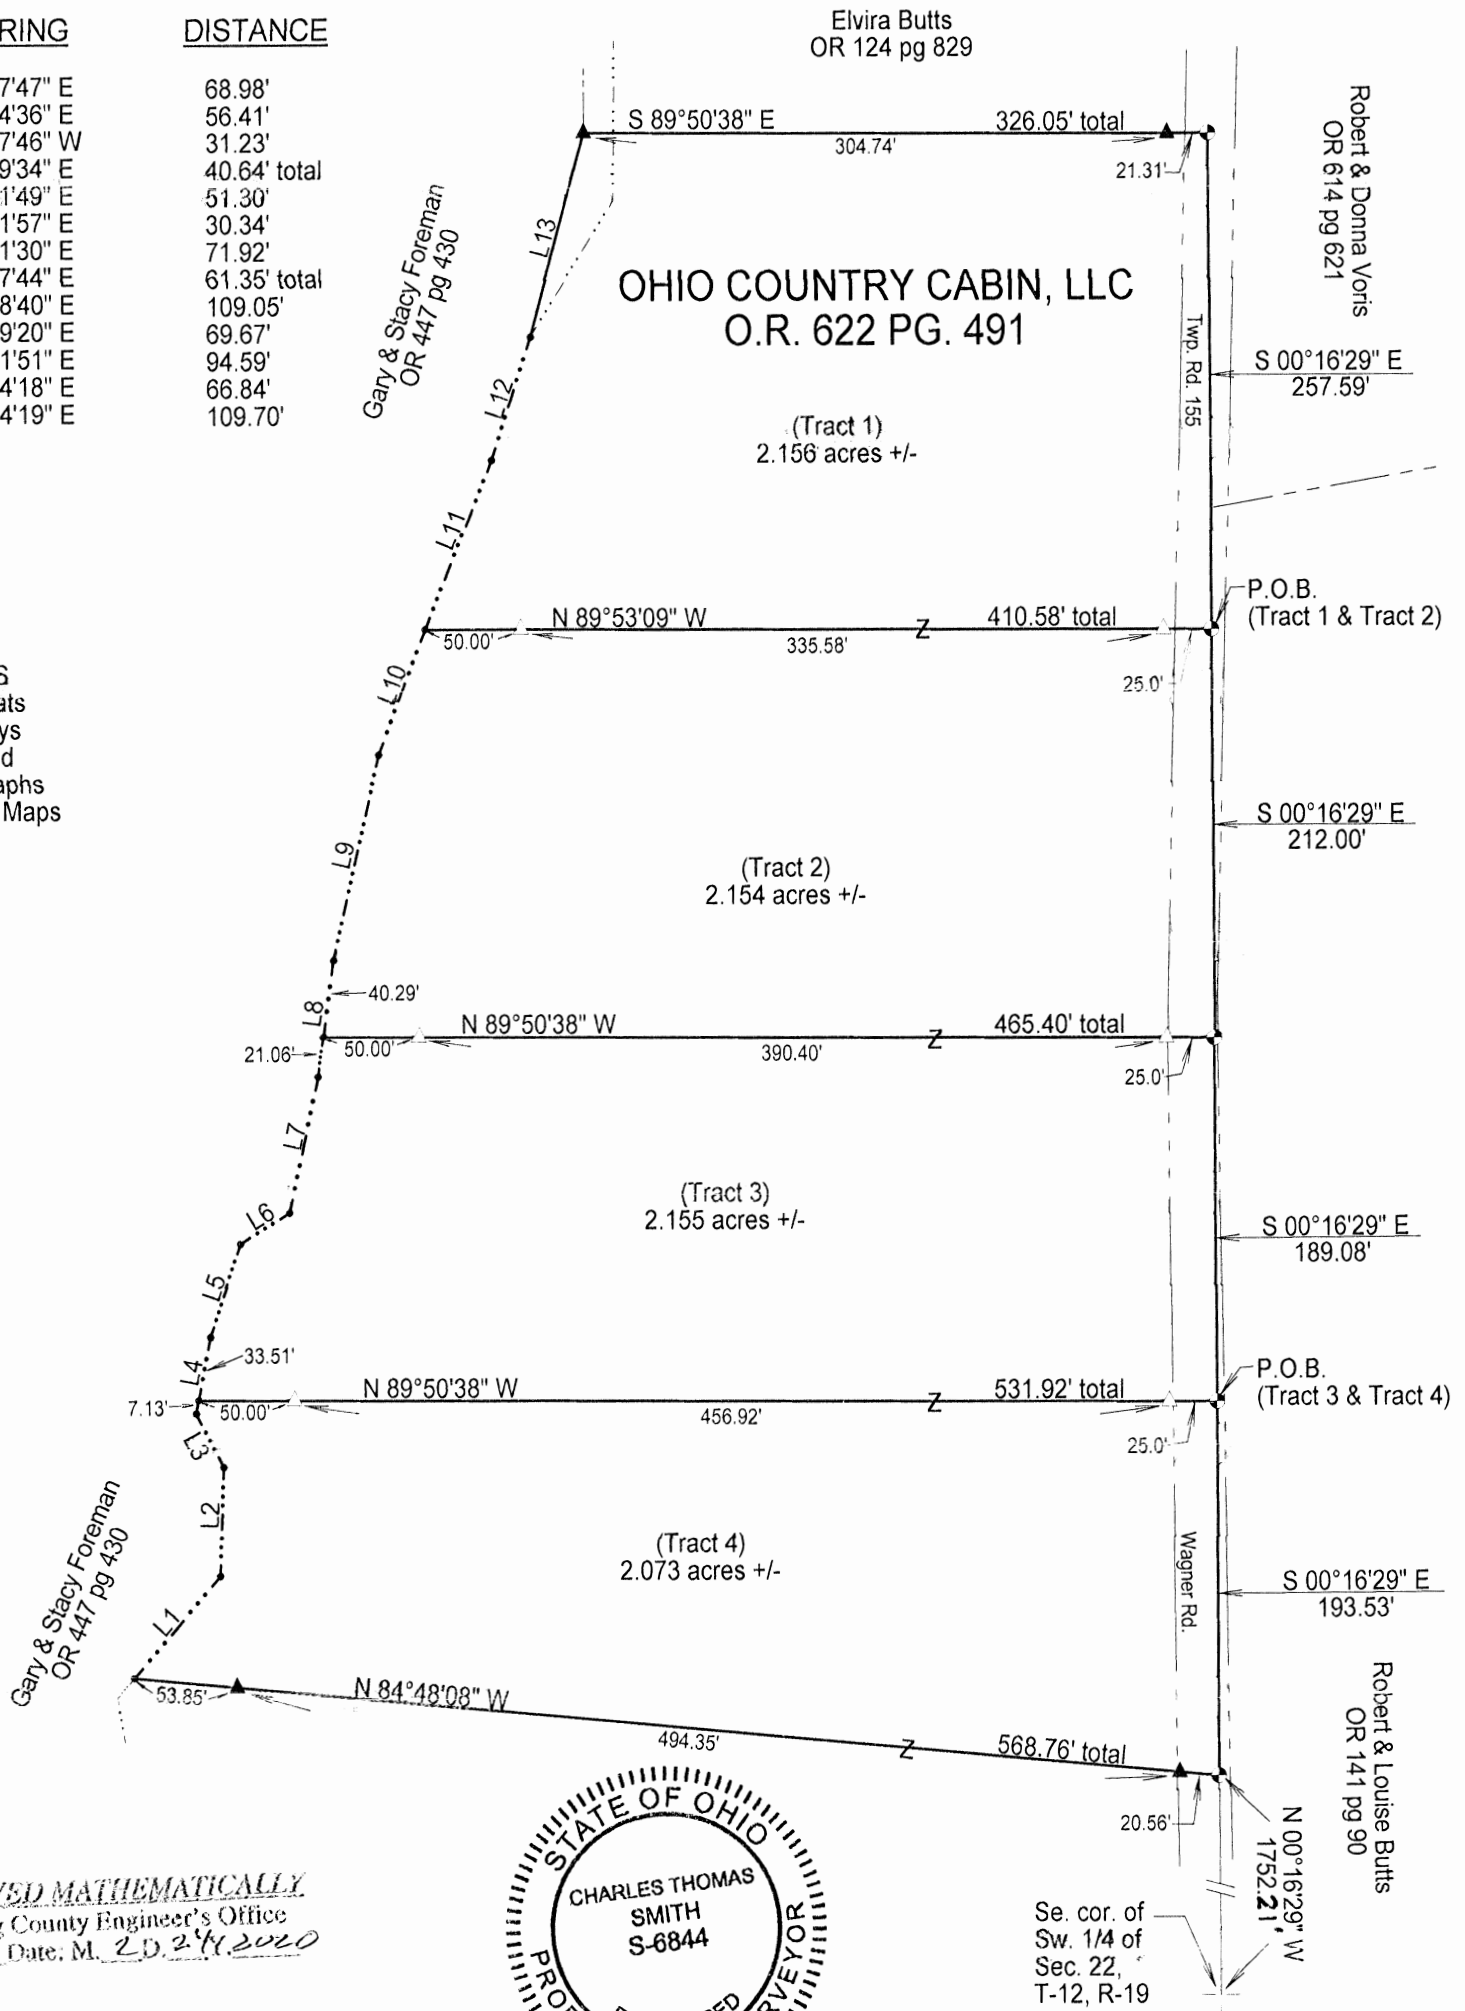 RING DISTANCE
7'47" E 68.98'
4'36" E 56.41'
7'46" W 31.23'
9'34" E 40.64' total
1'49" E 51.30'
1'57" E 30.34'
1'30" E 71.92'
7'44" E 61.35' total
8'40" E 109.05'
9'20" E 69.67'
1'51" E 94.59'
4'18" E 66.84'
4'19" E 109.70'
Elvira Butts
OR 124 pg 829
S 89°50'38" E 326.05' total
304.74'
21.31'
Robert & Donna Voris
OR 614 pg 621
Gary & Stacy Foreman
OR 447 pg 430
L13
OHIO COUNTRY CABIN, LLC
O.R. 622 PG. 491
Twp. Rd. 155
S 00°16'29" E
257.59'
L12
(Tract 1)
2.156 acres +/-
L11
P.O.B.
(Tract 1 & Tract 2)
N 89°53'09" W 410.58' total
50.00' 335.58' Z
25.0'
L10
S
ats
ys
d
aphs
Maps
S 00°16'29" E
212.00'
L9
(Tract 2)
2.154 acres +/-
40.29'
L8
N 89°50'38" W 465.40' total
21.06' 50.00' 390.40' Z
25.0'
L7
(Tract 3)
2.155 acres +/-
L6
S 00°16'29" E
189.08'
L5
33.51'
L4
P.O.B.
(Tract 3 & Tract 4)
N 89°50'38" W 531.92' total
7.13' 50.00' 456.92' Z
25.0'
L3
L2
Gary & Stacy Foreman
OR 447 pg 430
(Tract 4)
2.073 acres +/-
Wagner Rd.
S 00°16'29" E
193.53'
L1
53.85' N 84°48'08" W
494.35' Z 568.76' total
20.56'
Robert & Louise Butts
OR 141 pg 90
N 00°16'29" W
1752.21'
STATE OF OHIO
CHARLES THOMAS
SMITH
S-6844
VED MATHEMATICALLY
County Engineer's Office
Date: M. 2 D. 24 Y. 2020
Se. cor. of
Sw. 1/4 of
Sec. 22,
T-12, R-19